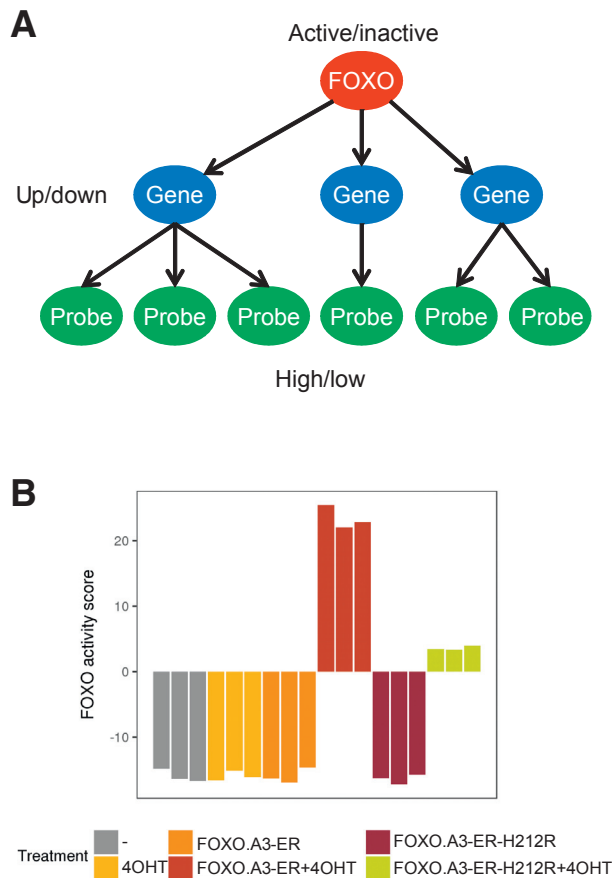 A
Active/inactive
FOXO
Up/down
Gene Gene Gene
Probe Probe Probe Probe Probe Probe
High/low
B
FOXO activity score
20
10
0
-10
Treatment
-
FOXO.A3-ER
FOXO.A3-ER-H212R
4OHT
FOXO.A3-ER+4OHT
FOXO.A3-ER-H212R+4OHT